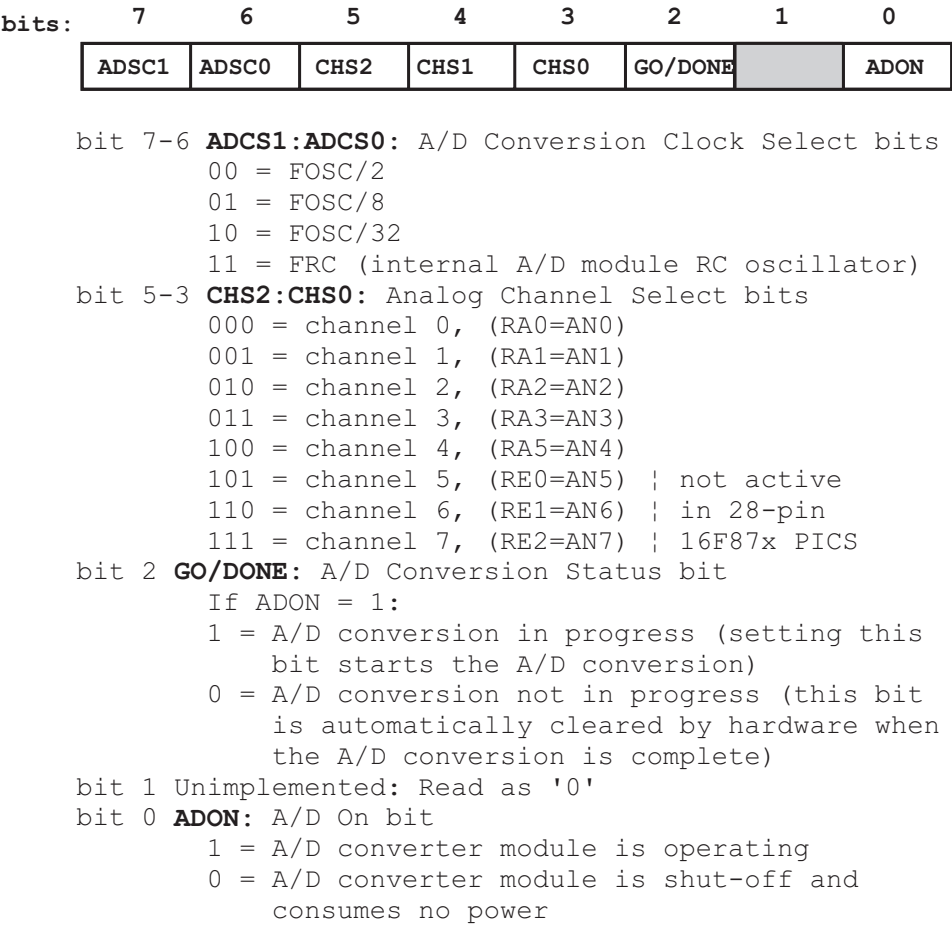 bits: 7 6 5 4 3 2 1 0
ADSC1 ADSC0 CHS2 CHS1 CHS0 GO/DONE ADON
bit 7-6 ADCS1:ADCS0: A/D Conversion Clock Select bits
00 = FOSC/2
01 = FOSC/8
10 = FOSC/32
11 = FRC (internal A/D module RC oscillator)
bit 5-3 CHS2:CHS0: Analog Channel Select bits
000 = channel 0, (RA0=AN0)
001 = channel 1, (RA1=AN1)
010 = channel 2, (RA2=AN2)
011 = channel 3, (RA3=AN3)
100 = channel 4, (RA5=AN4)
101 = channel 5, (RE0=AN5) ¦ not active
110 = channel 6, (RE1=AN6) ¦ in 28-pin
111 = channel 7, (RE2=AN7) ¦ 16F87x PICS
bit 2 GO/DONE: A/D Conversion Status bit
If ADON = 1:
1 = A/D conversion in progress (setting this
bit starts the A/D conversion)
0 = A/D conversion not in progress (this bit
is automatically cleared by hardware when
the A/D conversion is complete)
bit 1 Unimplemented: Read as '0'
bit 0 ADON: A/D On bit
1 = A/D converter module is operating
0 = A/D converter module is shut-off and
consumes no power